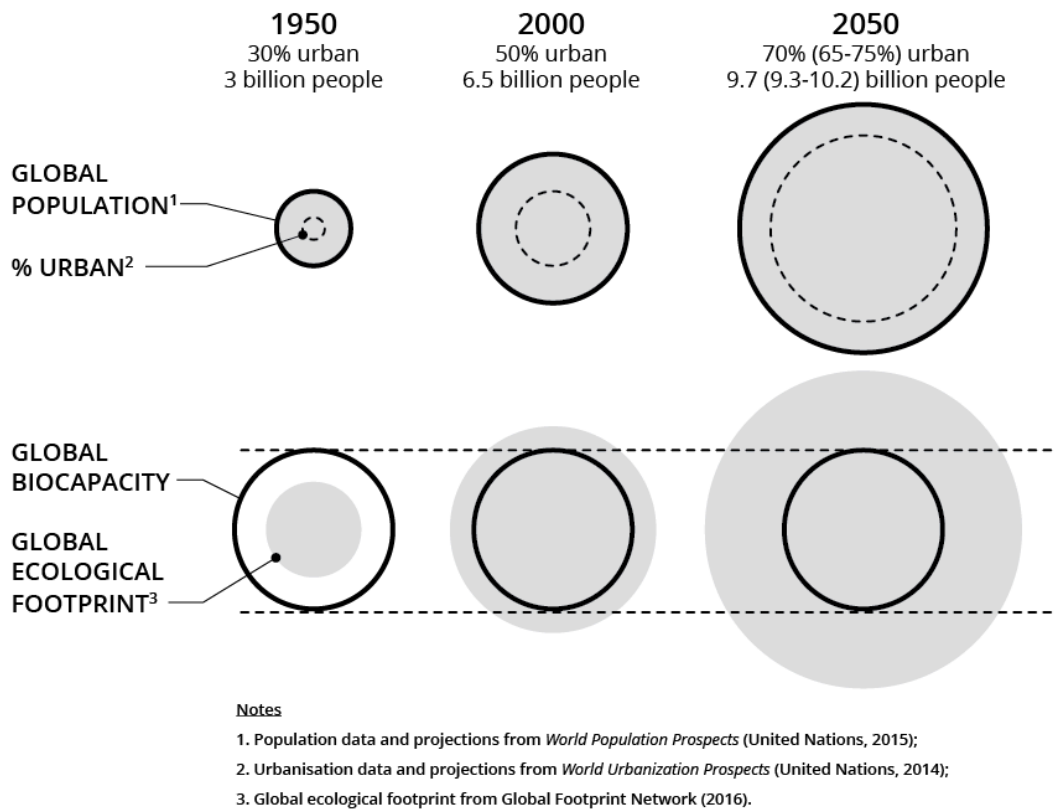 1950
30% urban
3 billion people
2000
50% urban
6.5 billion people
2050
70% (65-75%) urban
9.7 (9.3-10.2) billion people
GLOBAL
POPULATION¹
% URBAN²
GLOBAL
BIOCAPACITY
GLOBAL
ECOLOGICAL
FOOTPRINT³
Notes
1. Population data and projections from World Population Prospects (United Nations, 2015);
2. Urbanisation data and projections from World Urbanization Prospects (United Nations, 2014);
3. Global ecological footprint from Global Footprint Network (2016).